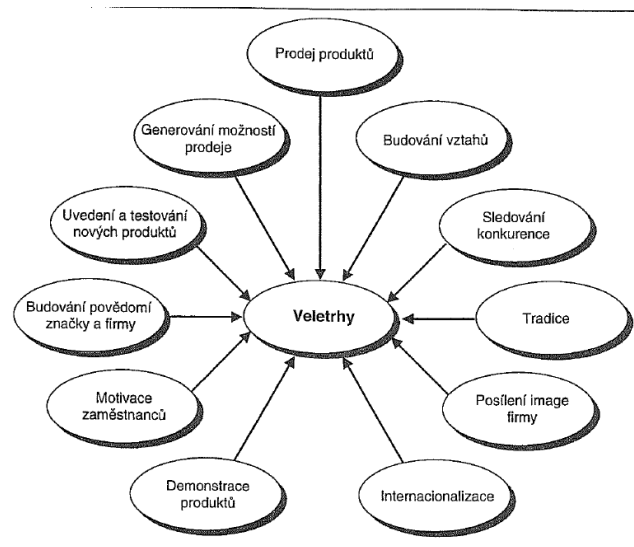 Prodej produktů
Generování možností
prodeje
Budování vztahů
Uvedení a testování
nových produktů
Sledování
konkurence
Budování povědomí
značky a firmy
Veletrhy
Tradice
Motivace
zaměstnanců
Posílení image
firmy
Demonstrace
produktů
Internacionalizace